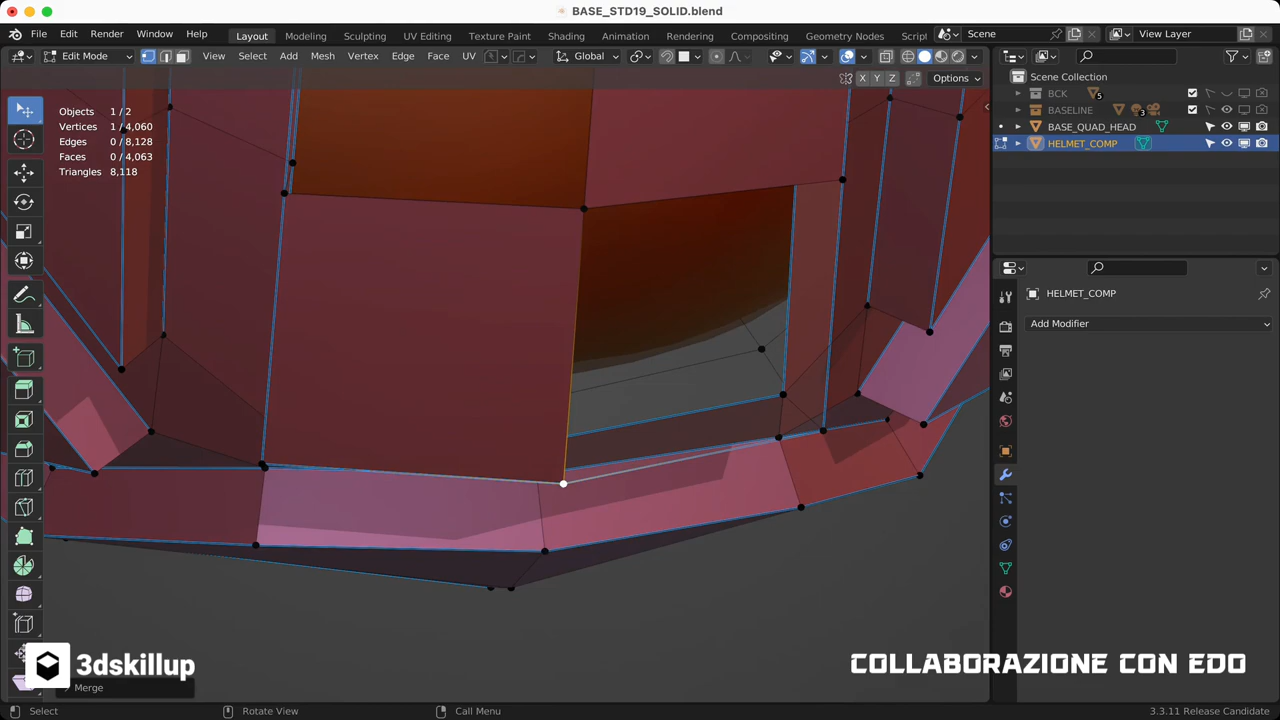 BASE_STD19_SOLID.blend
File Edit Render Window Help Layout Modeling Sculpting UV Editing Texture Paint Shading Animation Rendering Compositing Geometry Nodes Script Scene View Layer
Edit Mode View Select Add Mesh Vertex Edge Face UV Global
X Y Z Options
Scene Collection
BCK 5
BASELINE 3
BASE_QUAD_HEAD
HELMET_COMP
Objects 1 / 2
Vertices 1 / 4,060
Edges 0 / 8,128
Faces 0 / 4,063
Triangles 8,118
HELMET_COMP
Add Modifier
3dskillup
COLLABORAZIONE CON EDO
Merge
Select Rotate View Call Menu 3.3.11 Release Candidate